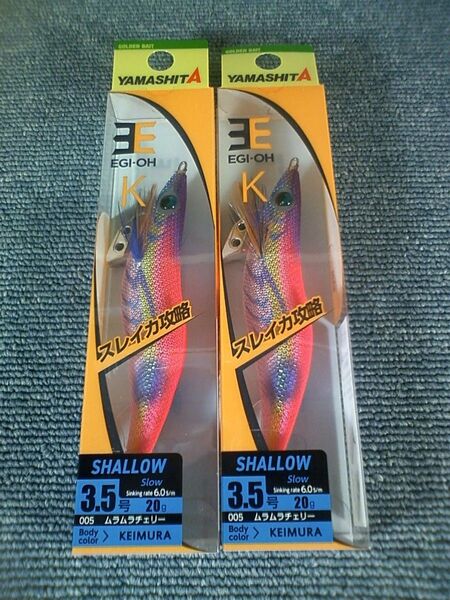 GOLDEN BAIT
YAMASHITA
EGI-OH
K
スレイカ攻略
SHALLOW
Slow
Sinking rate 6.0 s/m
3.5号 20g
005 ムラムラチェリー
Body color > KEIMURA
GOLDEN BAIT
YAMASHITA
EGI-OH
K
スレイカ攻略
SHALLOW
Slow
Sinking rate 6.0 s/m
3.5号 20g
005 ムラムラチェリー
Body color > KEIMURA